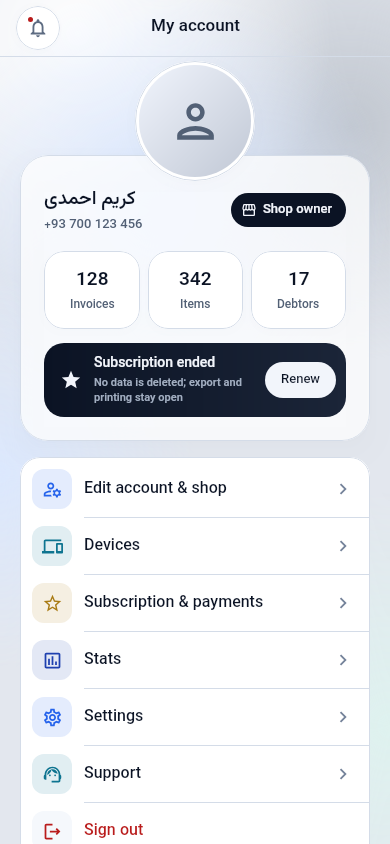 My account
کریم احمدی
+93 700 123 456
Shop owner
128
Invoices
342
Items
17
Debtors
Subscription ended
No data is deleted; export and
printing stay open
Renew
Edit account & shop
Devices
Subscription & payments
Stats
Settings
Support
Sign out